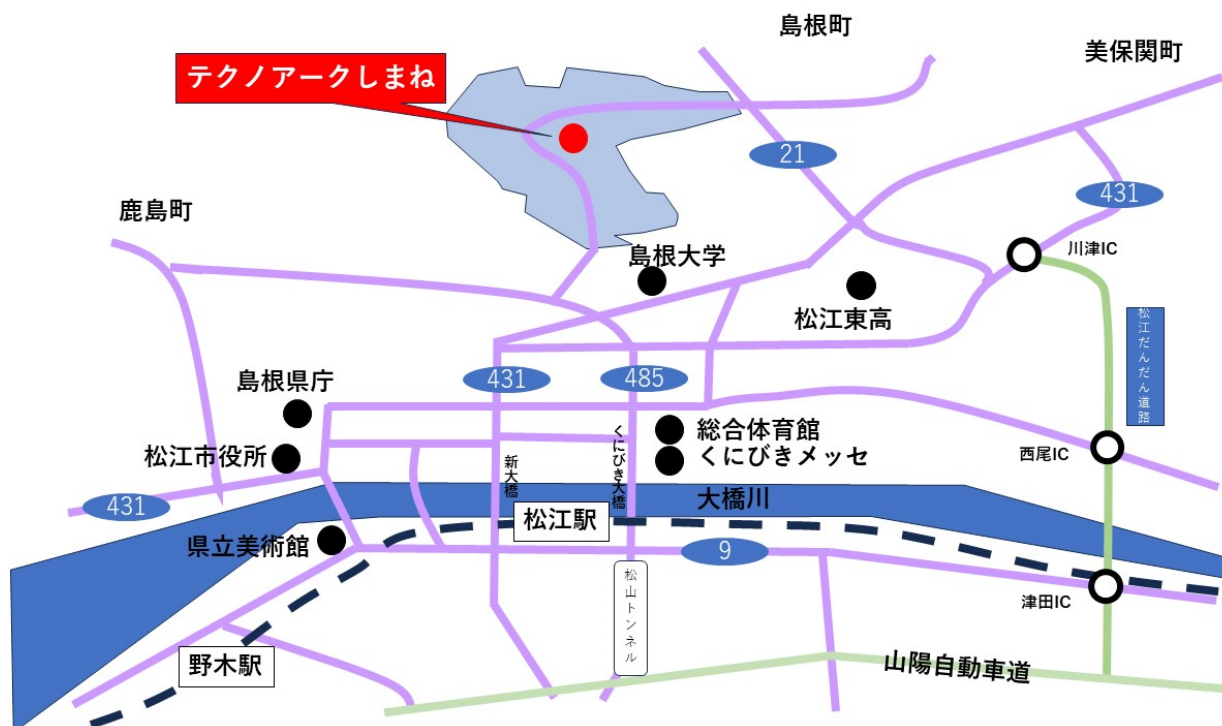 島根町
美保関町
テクノアークしまね
21
431
鹿島町
川津IC
島根大学
松江東高
松江だんだん道路
島根県庁
431
485
総合体育館
くにびきメッセ
松江市役所
西尾IC
新大橋
くにびき大橋
431
大橋川
松江駅
県立美術館
9
松山トンネル
津田IC
野木駅
山陽自動車道